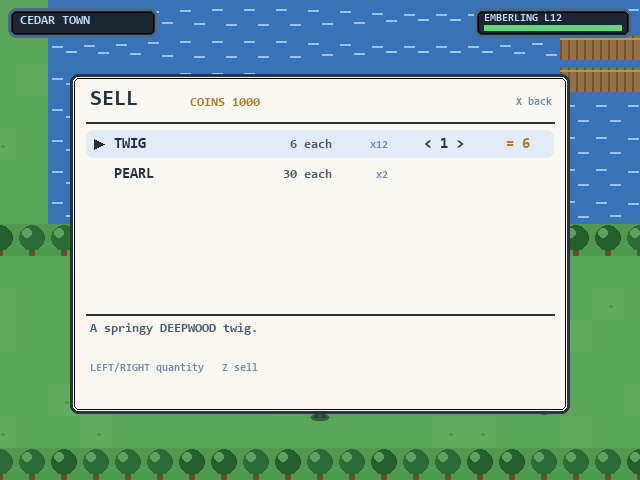 CEDAR TOWN
EMBERLING L12
SELL COINS 1000 X back
▶ TWIG 6 each x12 < 1 > = 6
PEARL 30 each x2
A springy DEEPWOOD twig.
LEFT/RIGHT quantity Z sell